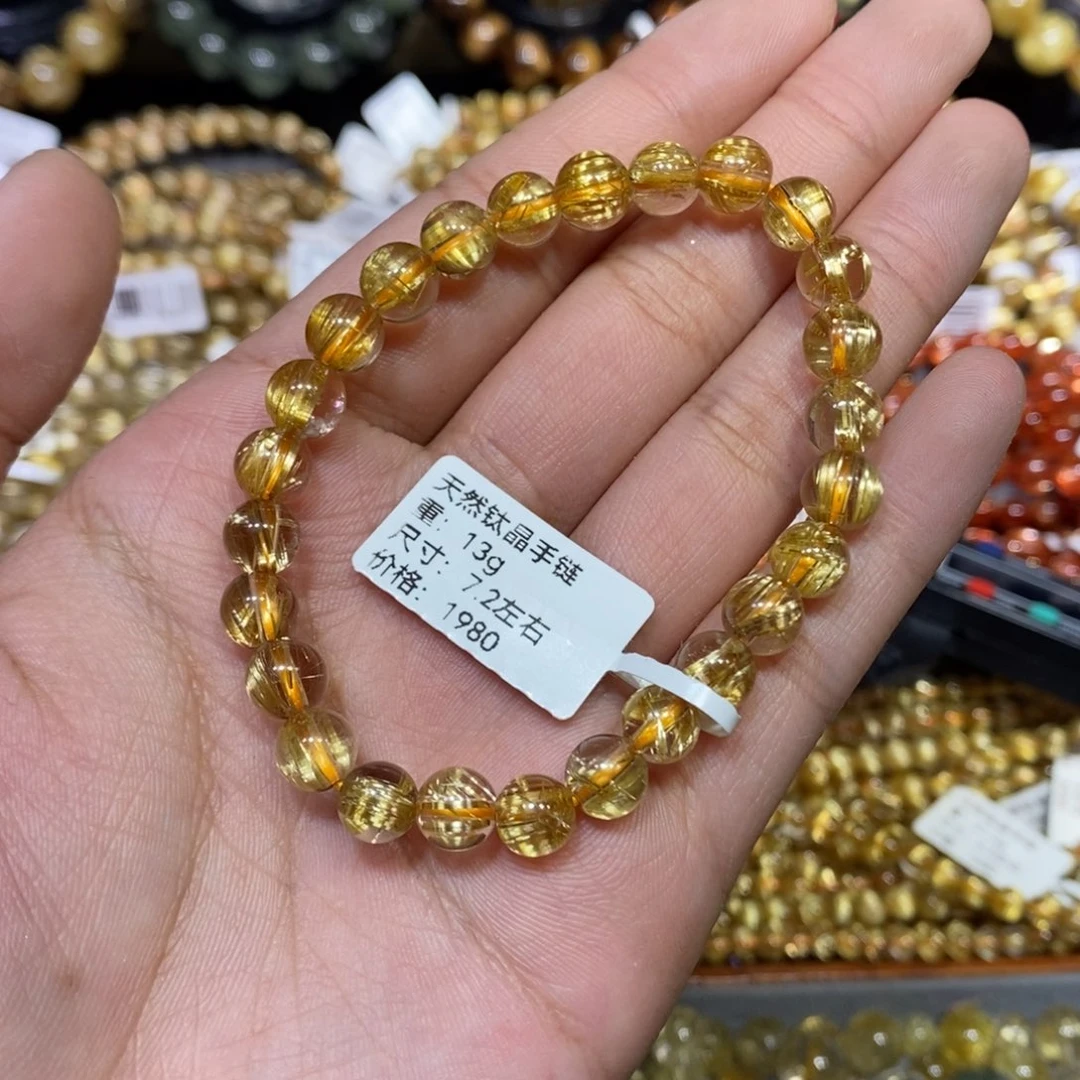 天然钛晶手链
重: 13g
尺寸: 7.2左右
价格: 1980